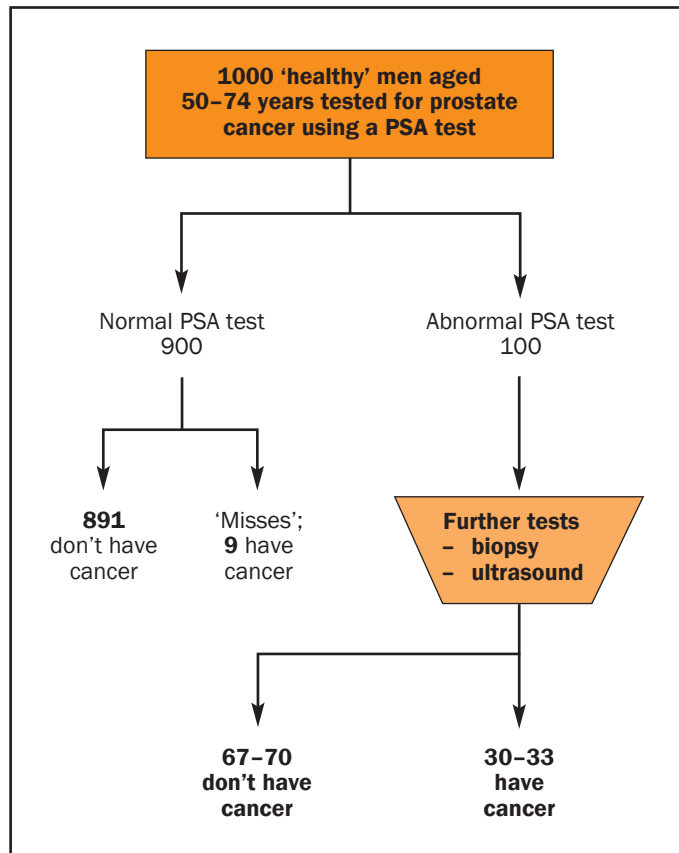 1000 ‘healthy’ men aged
50–74 years tested for prostate
cancer using a PSA test
Normal PSA test
900
Abnormal PSA test
100
891
don't have
cancer
‘Misses’;
9 have
cancer
Further tests
– biopsy
– ultrasound
67–70
don't have
cancer
30–33
have
cancer